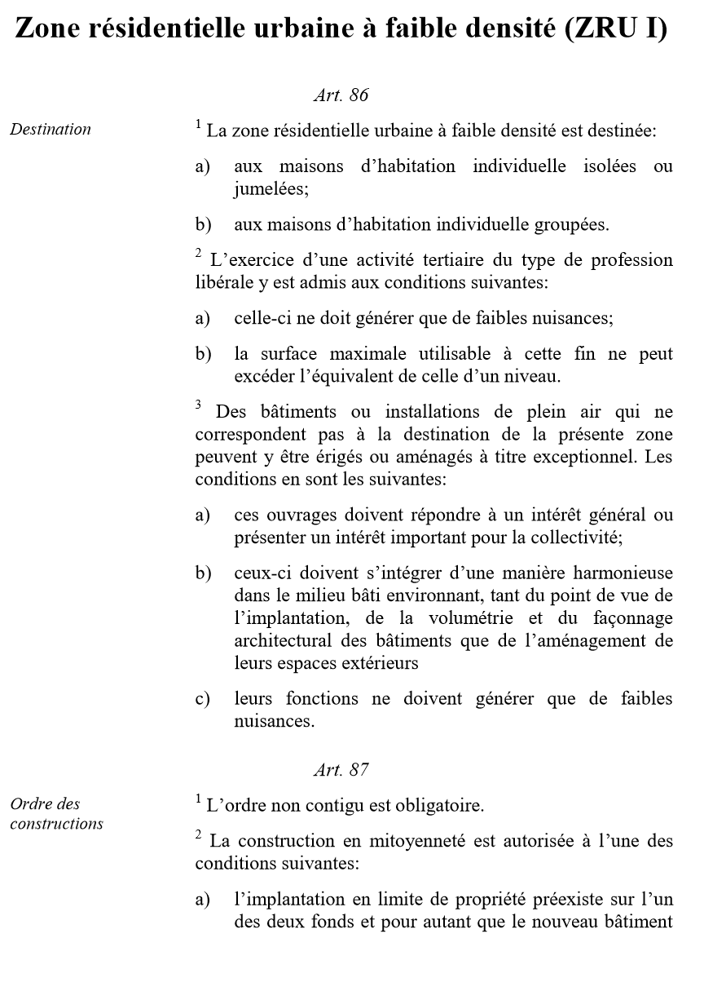 Zone résidentielle urbaine à faible densité (ZRU I)
Art. 86
Destination
1 La zone résidentielle urbaine à faible densité est destinée:
a) aux maisons d’habitation individuelle isolées ou
jumelées;
b) aux maisons d’habitation individuelle groupées.
2 L’exercice d’une activité tertiaire du type de profession
libérale y est admis aux conditions suivantes:
a) celle-ci ne doit générer que de faibles nuisances;
b) la surface maximale utilisable à cette fin ne peut
excéder l’équivalent de celle d’un niveau.
3 Des bâtiments ou installations de plein air qui ne
correspondent pas à la destination de la présente zone
peuvent y être érigés ou aménagés à titre exceptionnel. Les
conditions en sont les suivantes:
a) ces ouvrages doivent répondre à un intérêt général ou
présenter un intérêt important pour la collectivité;
b) ceux-ci doivent s’intégrer d’une manière harmonieuse
dans le milieu bâti environnant, tant du point de vue de
l’implantation, de la volumétrie et du façonnage
architectural des bâtiments que de l’aménagement de
leurs espaces extérieurs
c) leurs fonctions ne doivent générer que de faibles
nuisances.
Art. 87
Ordre des
constructions
1 L’ordre non contigu est obligatoire.
2 La construction en mitoyenneté est autorisée à l’une des
conditions suivantes:
a) l’implantation en limite de propriété préexiste sur l’un
des deux fonds et pour autant que le nouveau bâtiment